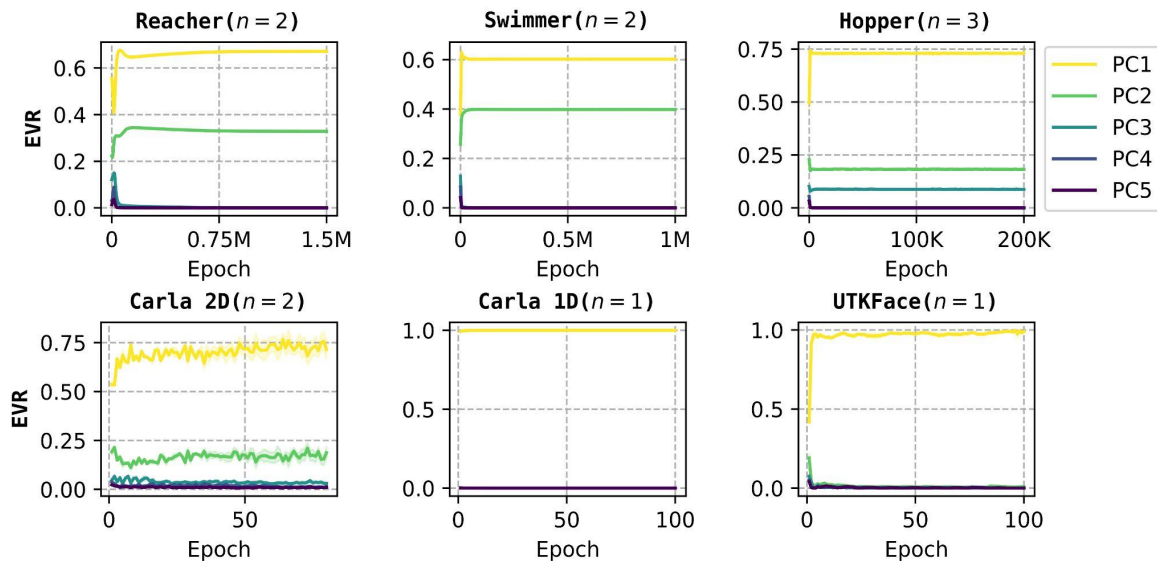 Reacher(n = 2)
Swimmer(n = 2)
Hopper(n = 3)
EVR
0.6
0.4
0.2
0.0
0
0.75M
1.5M
Epoch
0.6
0.4
0.2
0.0
0
0.5M
1M
Epoch
0.75
0.50
0.25
0.00
0
100K
200K
Epoch
PC1
PC2
PC3
PC4
PC5
Carla 2D(n = 2)
Carla 1D(n = 1)
UTKFace(n = 1)
EVR
0.75
0.50
0.25
0.00
0
50
Epoch
1.0
0.5
0.0
0
50
100
Epoch
1.0
0.5
0.0
0
50
100
Epoch